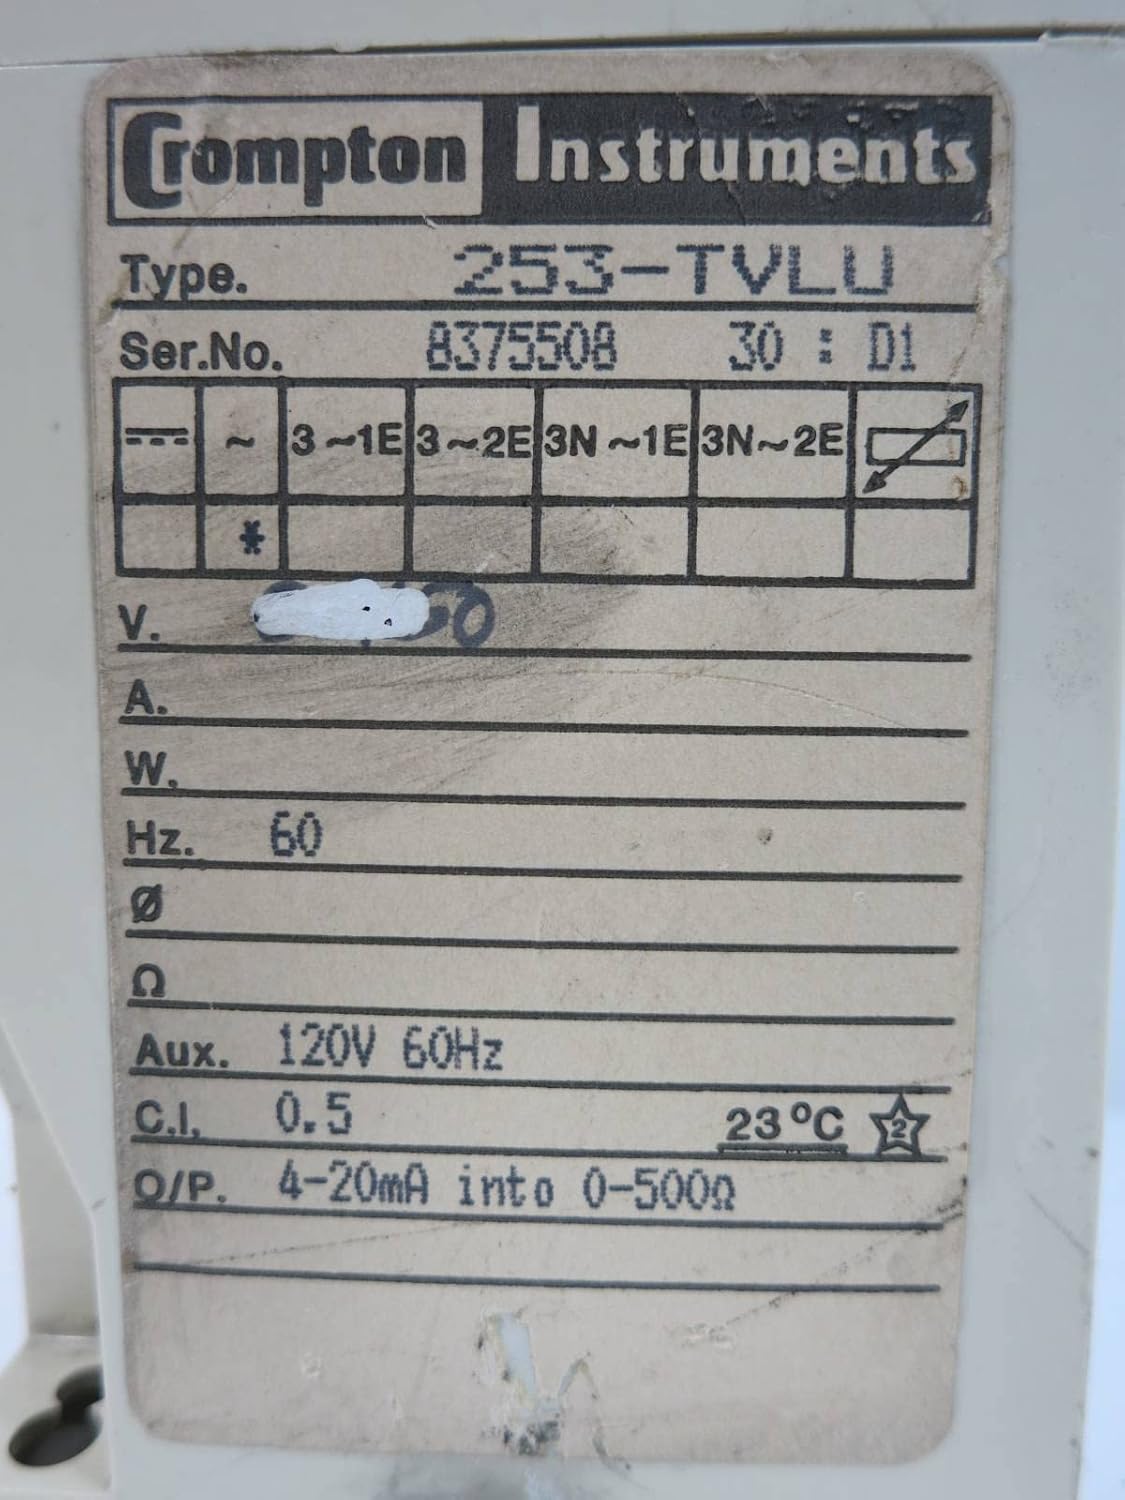 Crompton Instruments
Type. 253-TVLU
Ser.No. 8375508 30 : D1
~ 3~1E 3~2E 3N~1E 3N~2E
*
V.
A.
W.
Hz. 60
Ø
Ω
Aux. 120V 60Hz
C.I. 0.5 23°C 2
O/P. 4-20mA into 0-500Ω